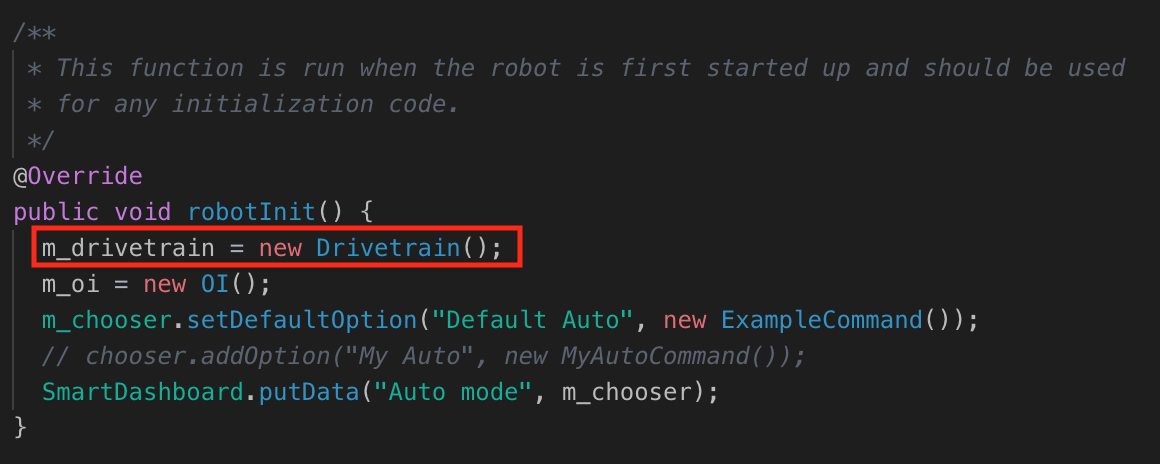 /**
* This function is run when the robot is first started up and should be used
* for any initialization code.
*/
@Override
public void robotInit() {
m_drivetrain = new Drivetrain();
m_oi = new OI();
m_chooser.setDefaultOption("Default Auto", new ExampleCommand());
// chooser.addOption("My Auto", new MyAutoCommand());
SmartDashboard.putData("Auto mode", m_chooser);
}